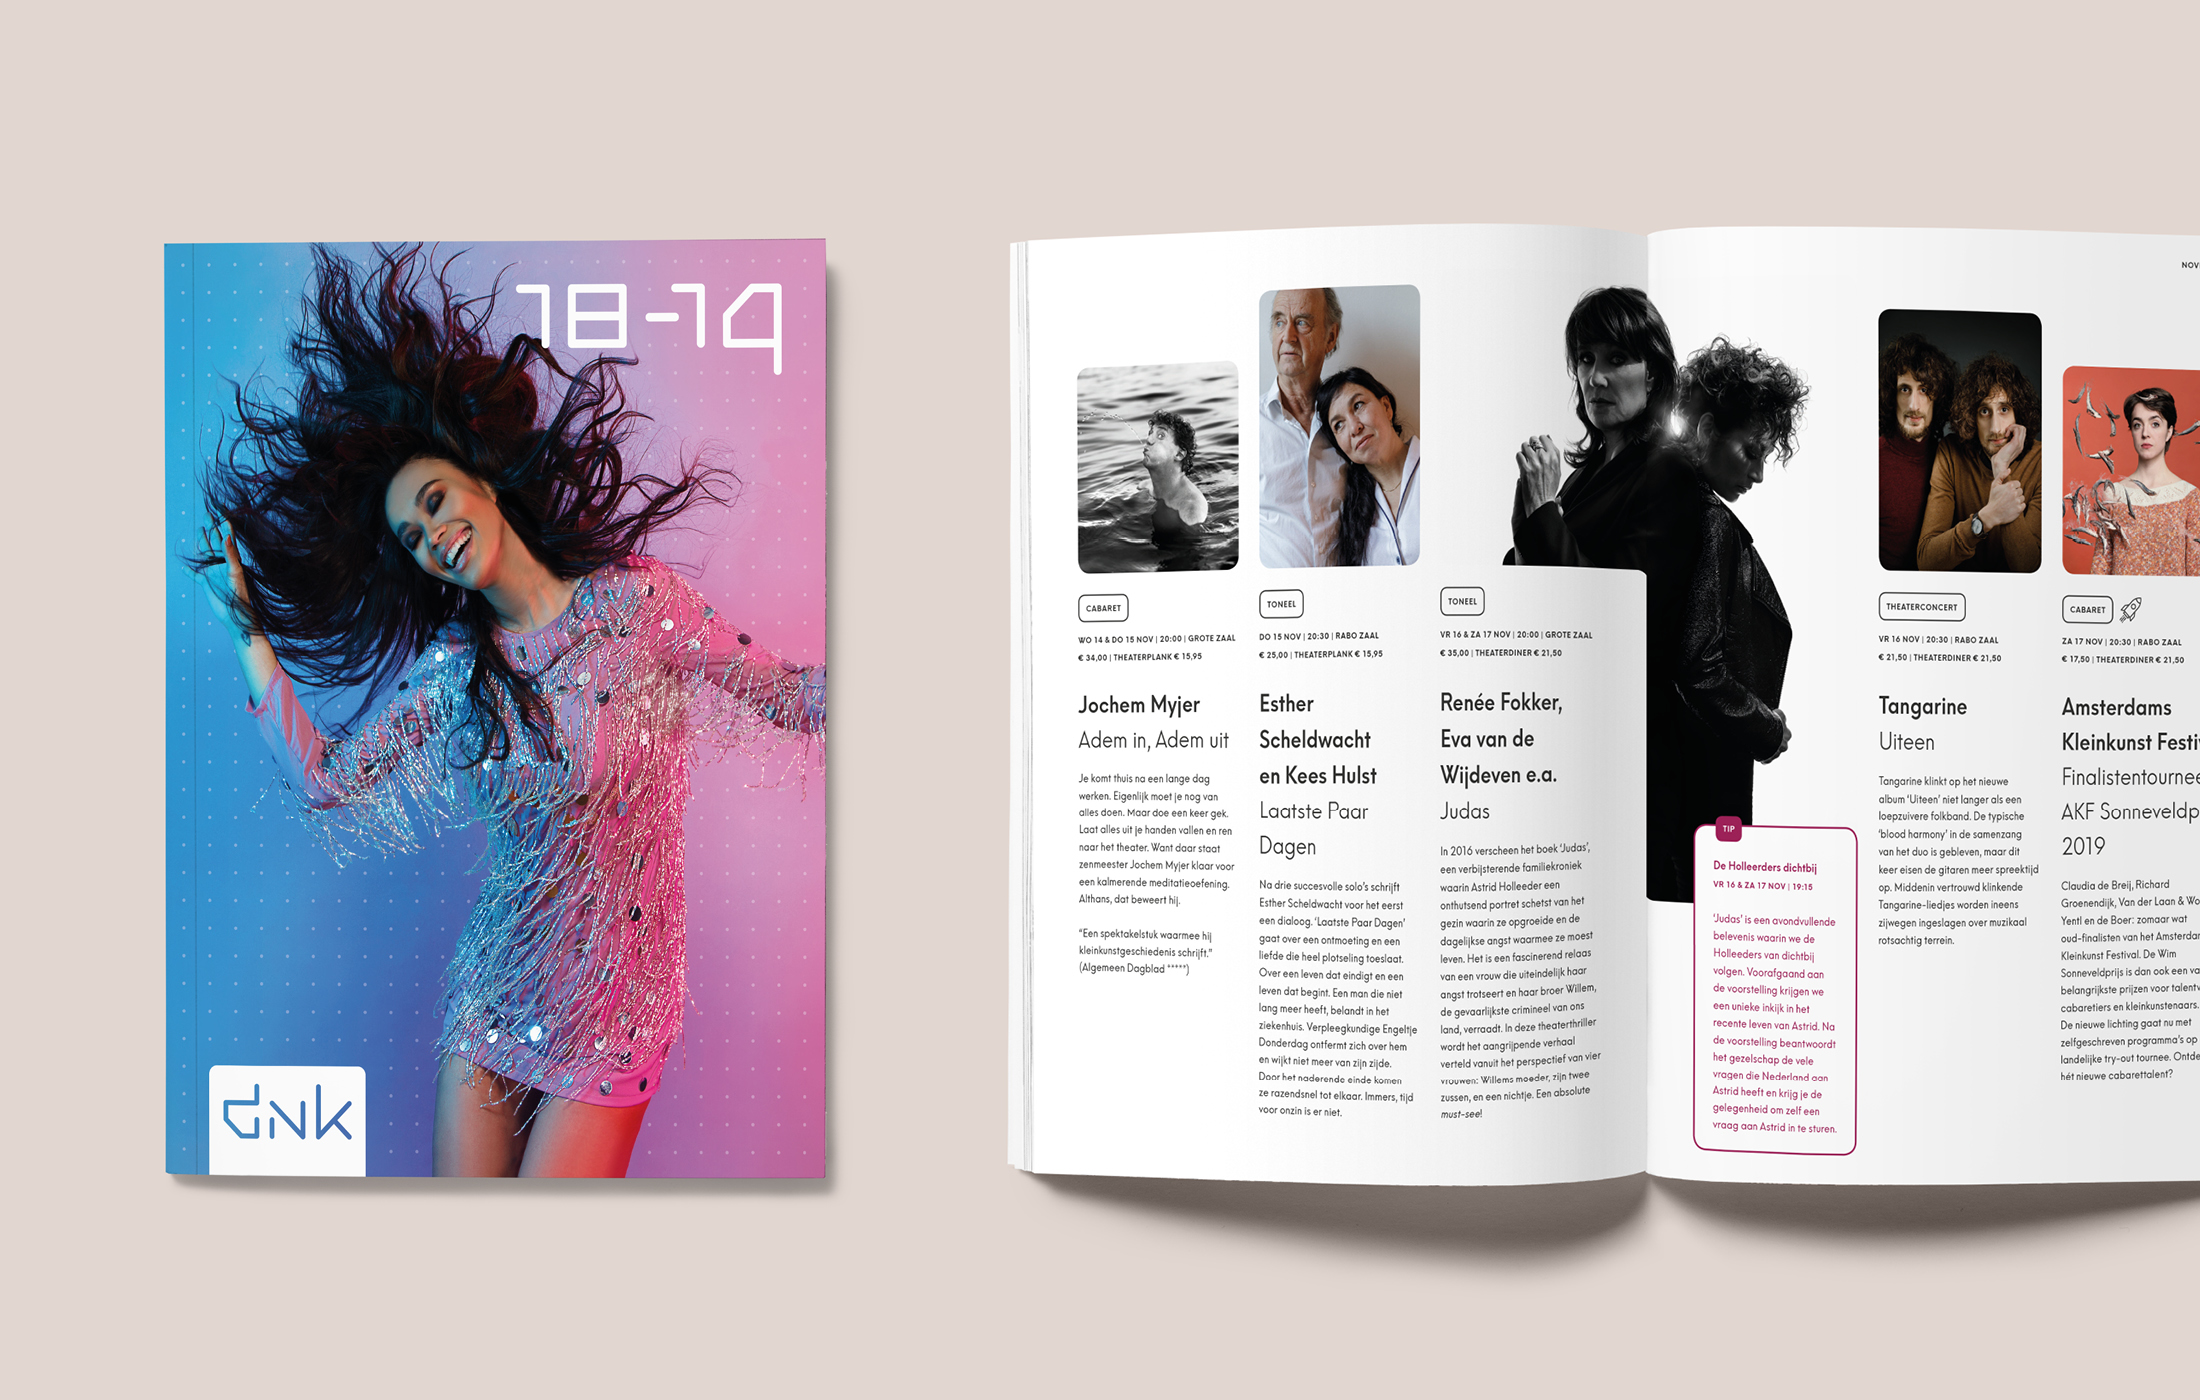 18-19
dnk
CABARET
WO 14 & DO 15 NOV | 20:00 | GROTE ZAAL
€ 34,00 | THEATERPLANK € 15,95
Jochem Myjer
Adem in, Adem uit
Je komt thuis na een lange dag
werken. Eigenlijk moet je nog van
alles doen. Maar doe een keer gek.
Laat alles uit je handen vallen en ren
naar het theater. Want daar staat
zenmeester Jochem Myjer klaar voor
een kalmerende meditatieoefening.
Althans, dat beweert hij.
“Een spektakelstuk waarmee hij
kleinkunstgeschiedenis schrijft.”
(Algemeen Dagblad *****)
TONEEL
DO 15 NOV | 20:30 | RABO ZAAL
€ 25,00 | THEATERPLANK € 15,95
Esther
Scheldwacht
en Kees Hulst
Laatste Paar
Dagen
Na drie succesvolle solo’s schrijft
Esther Scheldwacht voor het eerst
een dialoog. ‘Laatste Paar Dagen’
gaat over een ontmoeting en een
liefde die heel plotseling toeslaat.
Over een leven dat eindigt en een
leven dat begint. Een man die niet
lang meer heeft, belandt in het
ziekenhuis. Verpleegkundige Engeltje
Donderdag ontfermt zich over hem
en wijkt niet meer van zijn zijde.
Door het naderende einde komen
ze razendsnel tot elkaar. Immers, tijd
voor onzin is er niet.
TONEEL
VR 16 & ZA 17 NOV | 20:00 | GROTE ZAAL
€ 35,00 | THEATERDINER € 21,50
Renée Fokker,
Eva van de
Wijdeven e.a.
Judas
In 2016 verscheen het boek ‘Judas’,
een verbijsterende familiekroniek
waarin Astrid Holleeder een
onthutsend portret schetst van het
gezin waarin ze opgroeide en de
dagelijkse angst waarmee ze moest
leven. Het is een fascinerend relaas
van een vrouw die uiteindelijk haar
angst trotseert en haar broer Willem,
de gevaarlijkste crimineel van ons
land, verraadt. In deze theaterthriller
wordt het aangrijpende verhaal
verteld vanuit het perspectief van vier
vrouwen: Willems moeder, zijn twee
zussen, en een nichtje. Een absolute
must-see!
TIP
De Holleerders dichtbij
VR 16 & ZA 17 NOV | 19:15
‘Judas’ is een avondvullende
belevenis waarin we de
Holleeders van dichtbij
volgen. Voorafgaand aan
de voorstelling krijgen we
een unieke inkijk in het
recente leven van Astrid. Na
de voorstelling beantwoordt
het gezelschap de vele
vragen die Nederland aan
Astrid heeft en krijg je de
gelegenheid om zelf een
vraag aan Astrid in te sturen.
THEATERCONCERT
VR 16 NOV | 20:30 | RABO ZAAL
€ 21,50 | THEATERDINER € 21,50
Tangarine
Uiteen
Tangarine klinkt op het nieuwe
album ‘Uiteen’ niet langer als een
loepzuivere folkband. De typische
‘blood harmony’ in de samenzang
van het duo is gebleven, maar dit
keer eisen de gitaren meer spreektijd
op. Middenin vertrouwd klinkende
Tangarine-liedjes worden ineens
zijwegen ingeslagen over muzikaal
rotsachtig terrein.
NOV
CABARET
ZA 17 NOV | 20:30 | RABO ZAAL
€ 17,50 | THEATERDINER € 21,50
Amsterdams
Kleinkunst Festi
Finalistentournee
AKF Sonneveldp
2019
Claudia de Breij, Richard
Groenendijk, Van der Laan & Wo
Yentl en de Boer: zomaar wat
oud-finalisten van het Amsterda
Kleinkunst Festival. De Wim
Sonneveldprijs is dan ook een va
belangrijkste prijzen voor talentv
cabaretiers en kleinkunstenaars.
De nieuwe lichting gaat nu met
zelfgeschreven programma’s op
landelijke try-out tournee. Ontde
hét nieuwe cabarettalent?